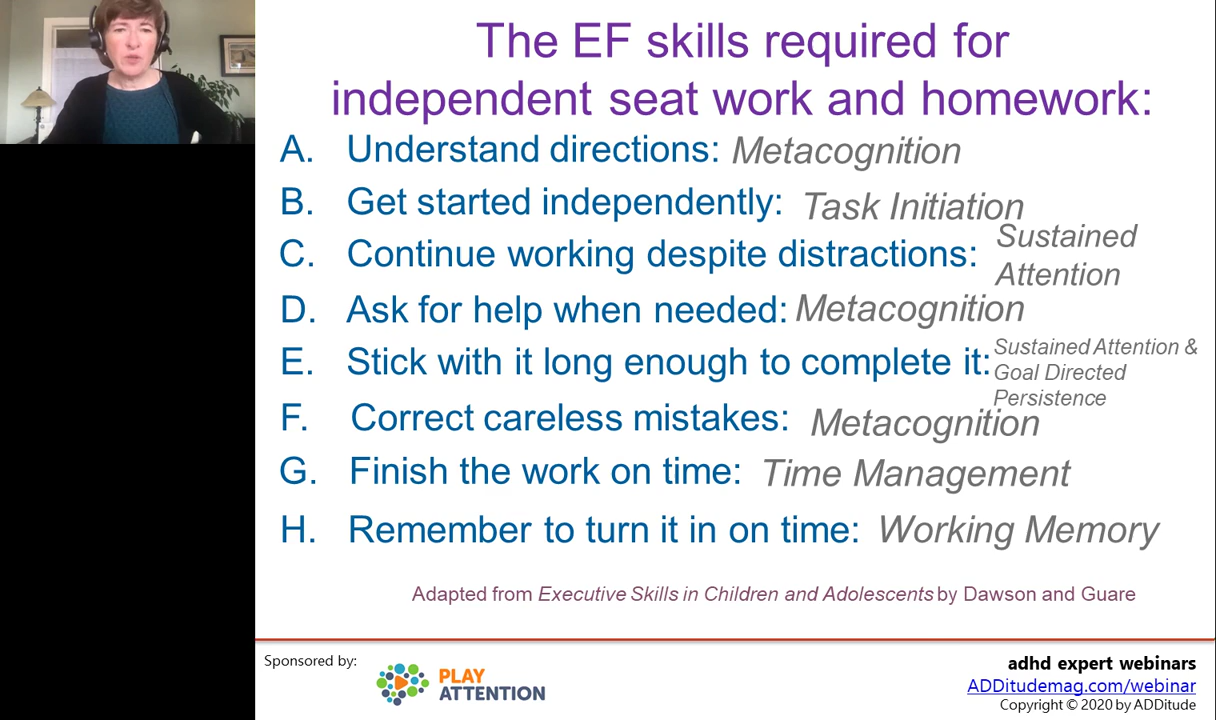 The EF skills required for
independent seat work and homework:
A. Understand directions: Metacognition
B. Get started independently: Task Initiation
C. Continue working despite distractions: Sustained
Attention
D. Ask for help when needed: Metacognition
E. Stick with it long enough to complete it: Sustained Attention &
Goal Directed
Persistence
F. Correct careless mistakes: Metacognition
G. Finish the work on time: Time Management
H. Remember to turn it in on time: Working Memory
Adapted from Executive Skills in Children and Adolescents by Dawson and Guare
Sponsored by:
PLAY
ATTENTION
adhd expert webinars
ADDitudemag.com/webinar
Copyright © 2020 by ADDitude